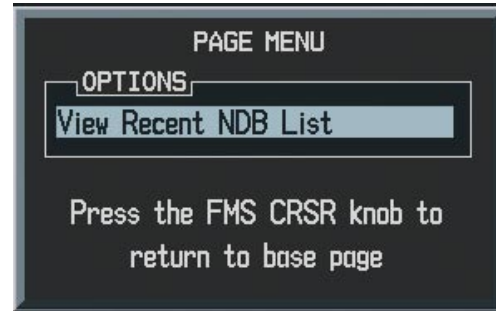 PAGE MENU
OPTIONS
View Recent NDB List
Press the FMS CRSR knob to
return to base page